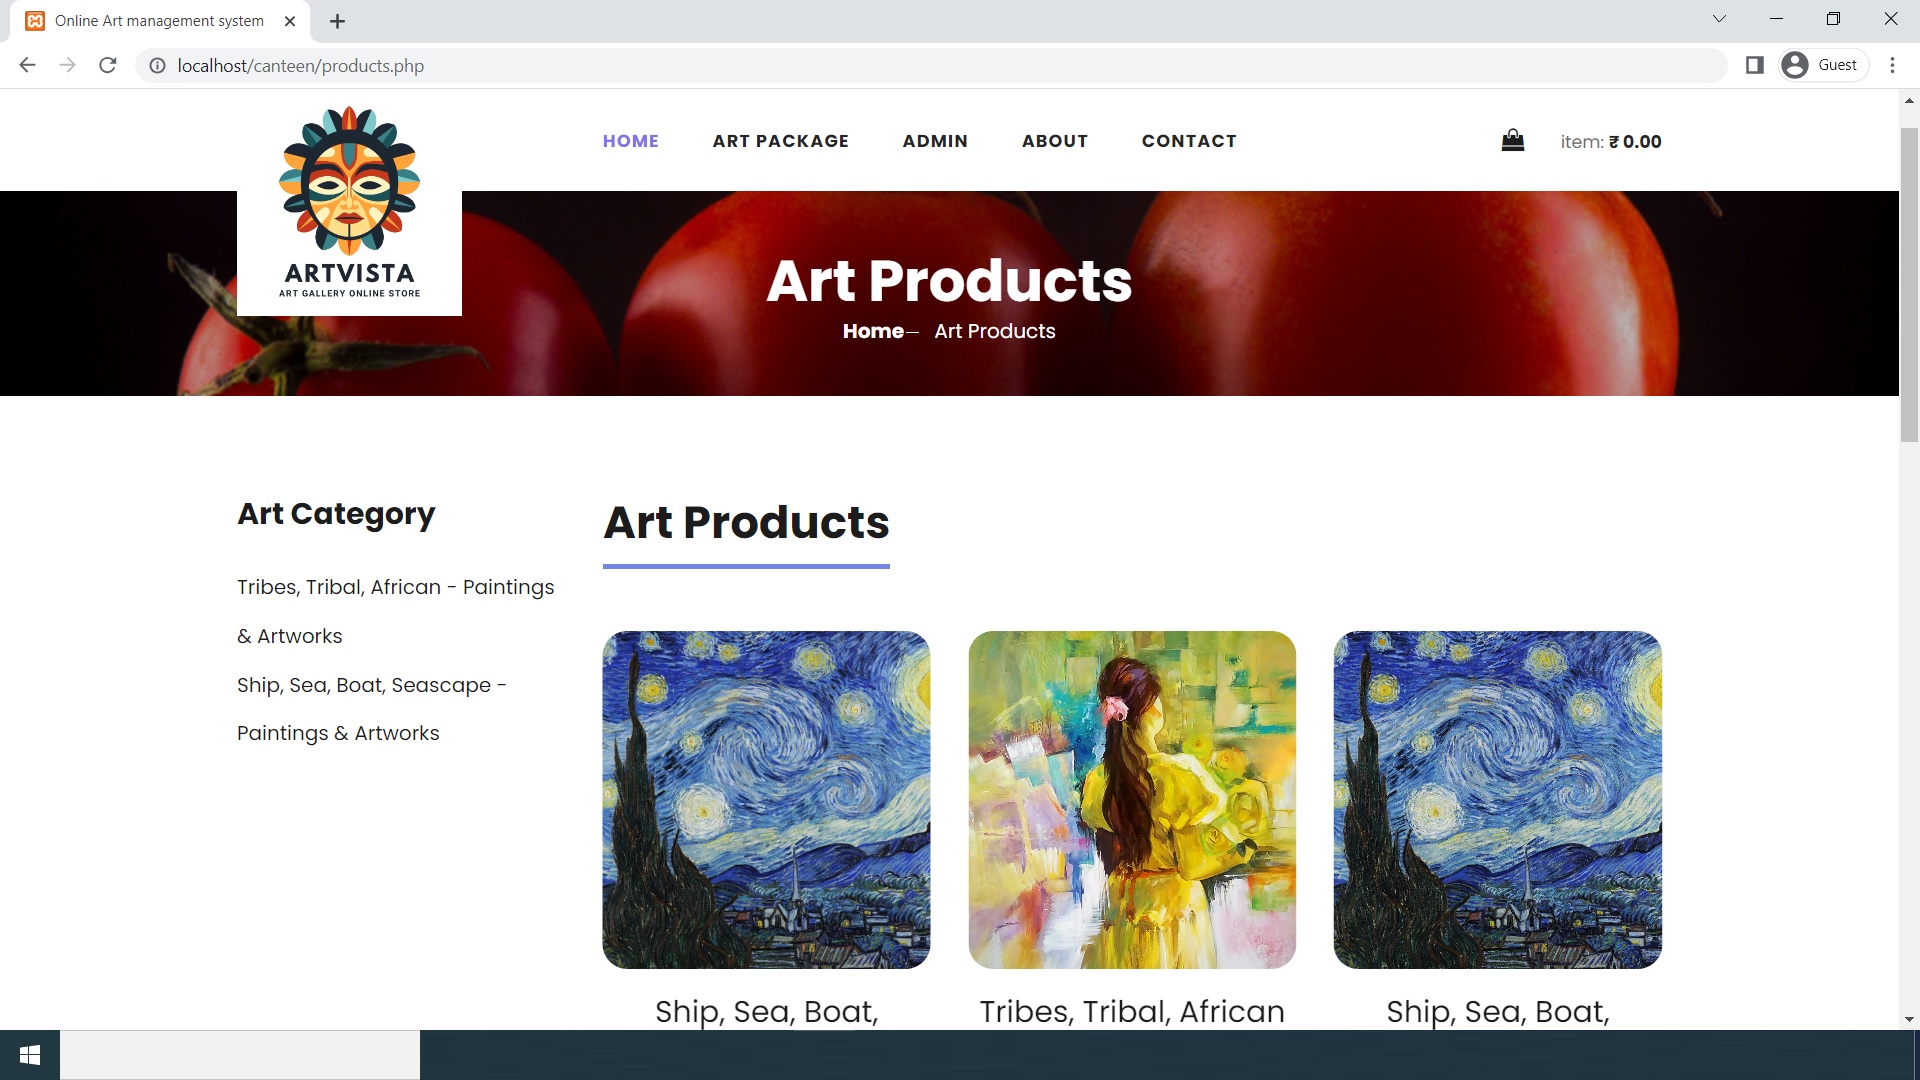 Online Art management system
localhost/canteen/products.php
Guest
HOME ART PACKAGE ADMIN ABOUT CONTACT item: ₹ 0.00
ARTVISTA
ART GALLERY ONLINE STORE
Art Products
Home— Art Products
Art Category
Tribes, Tribal, African - Paintings
& Artworks
Ship, Sea, Boat, Seascape -
Paintings & Artworks
Art Products
Ship, Sea, Boat,
Tribes, Tribal, African
Ship, Sea, Boat,